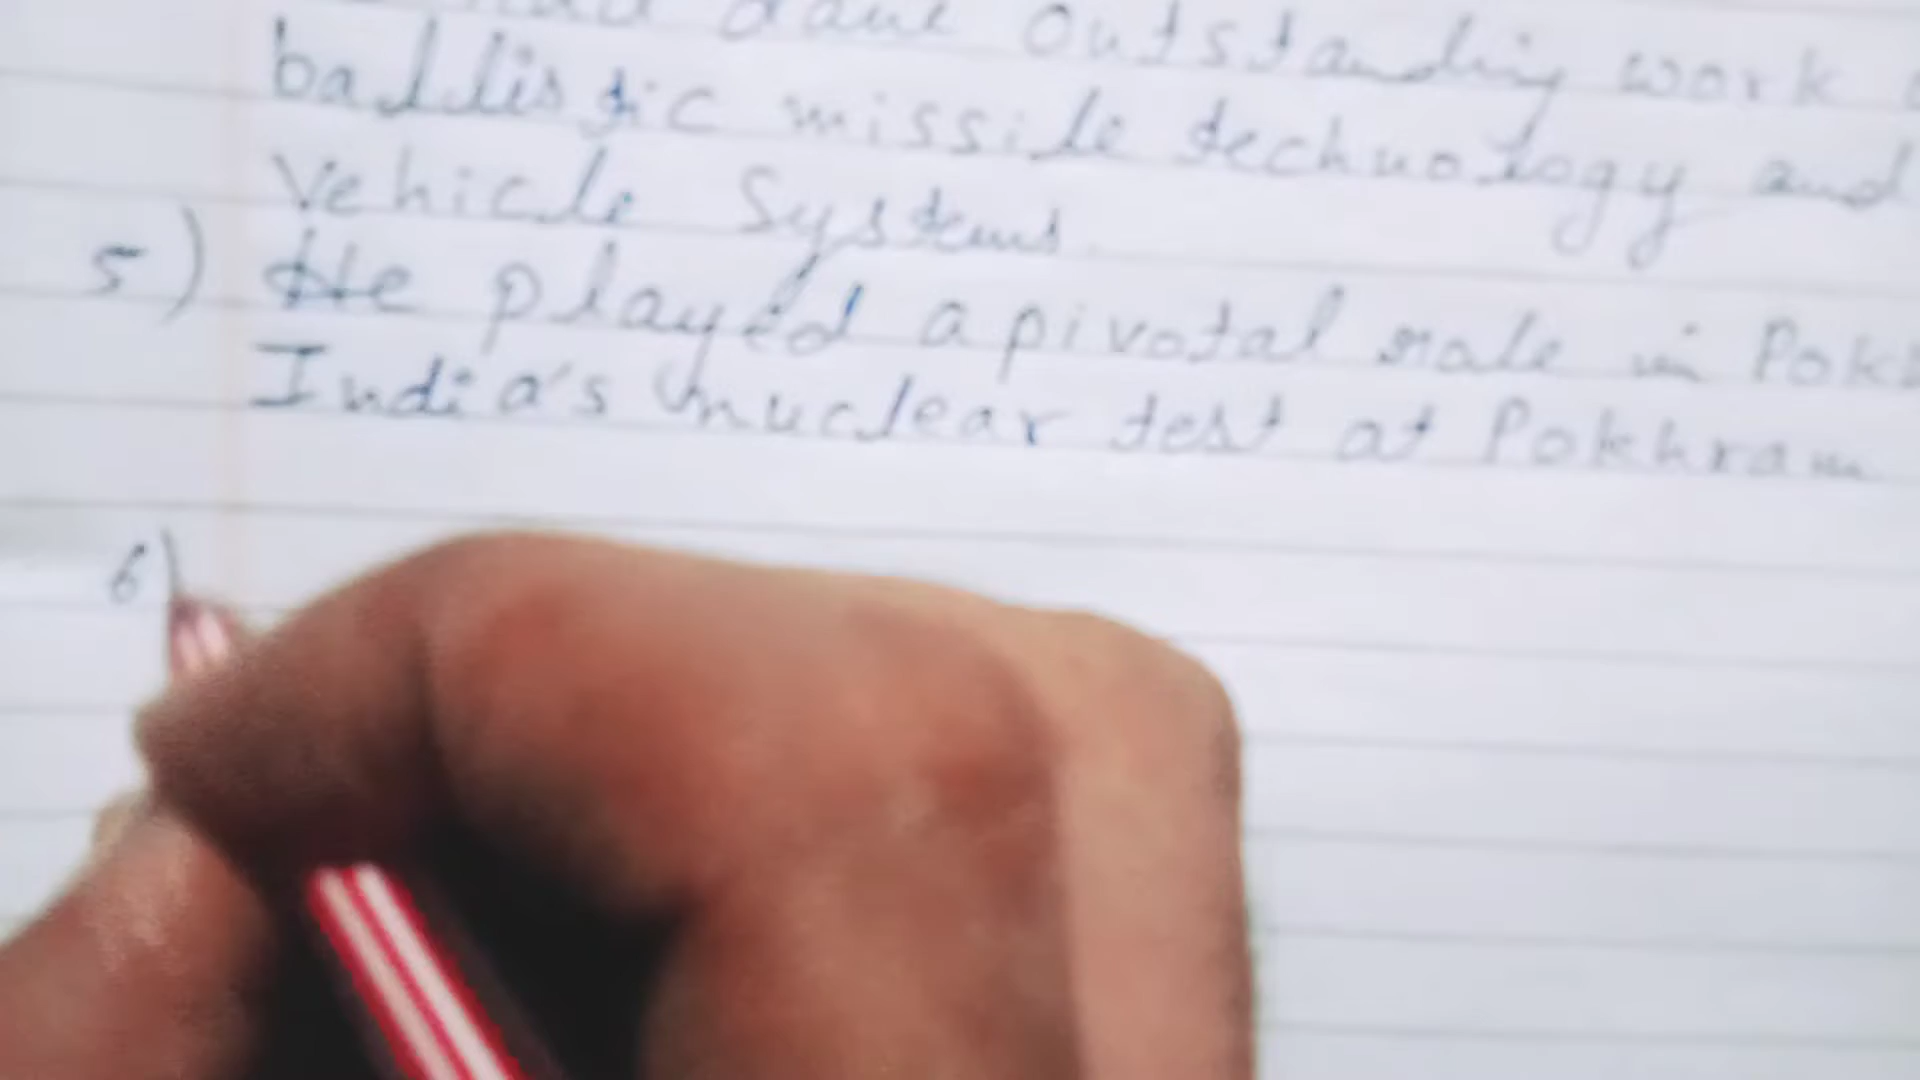 had done outstanding work
ballistic missile technology and
Vehicle Systems.
5) He played a pivotal role in Pokh
India's nuclear test at Pokhran
6)